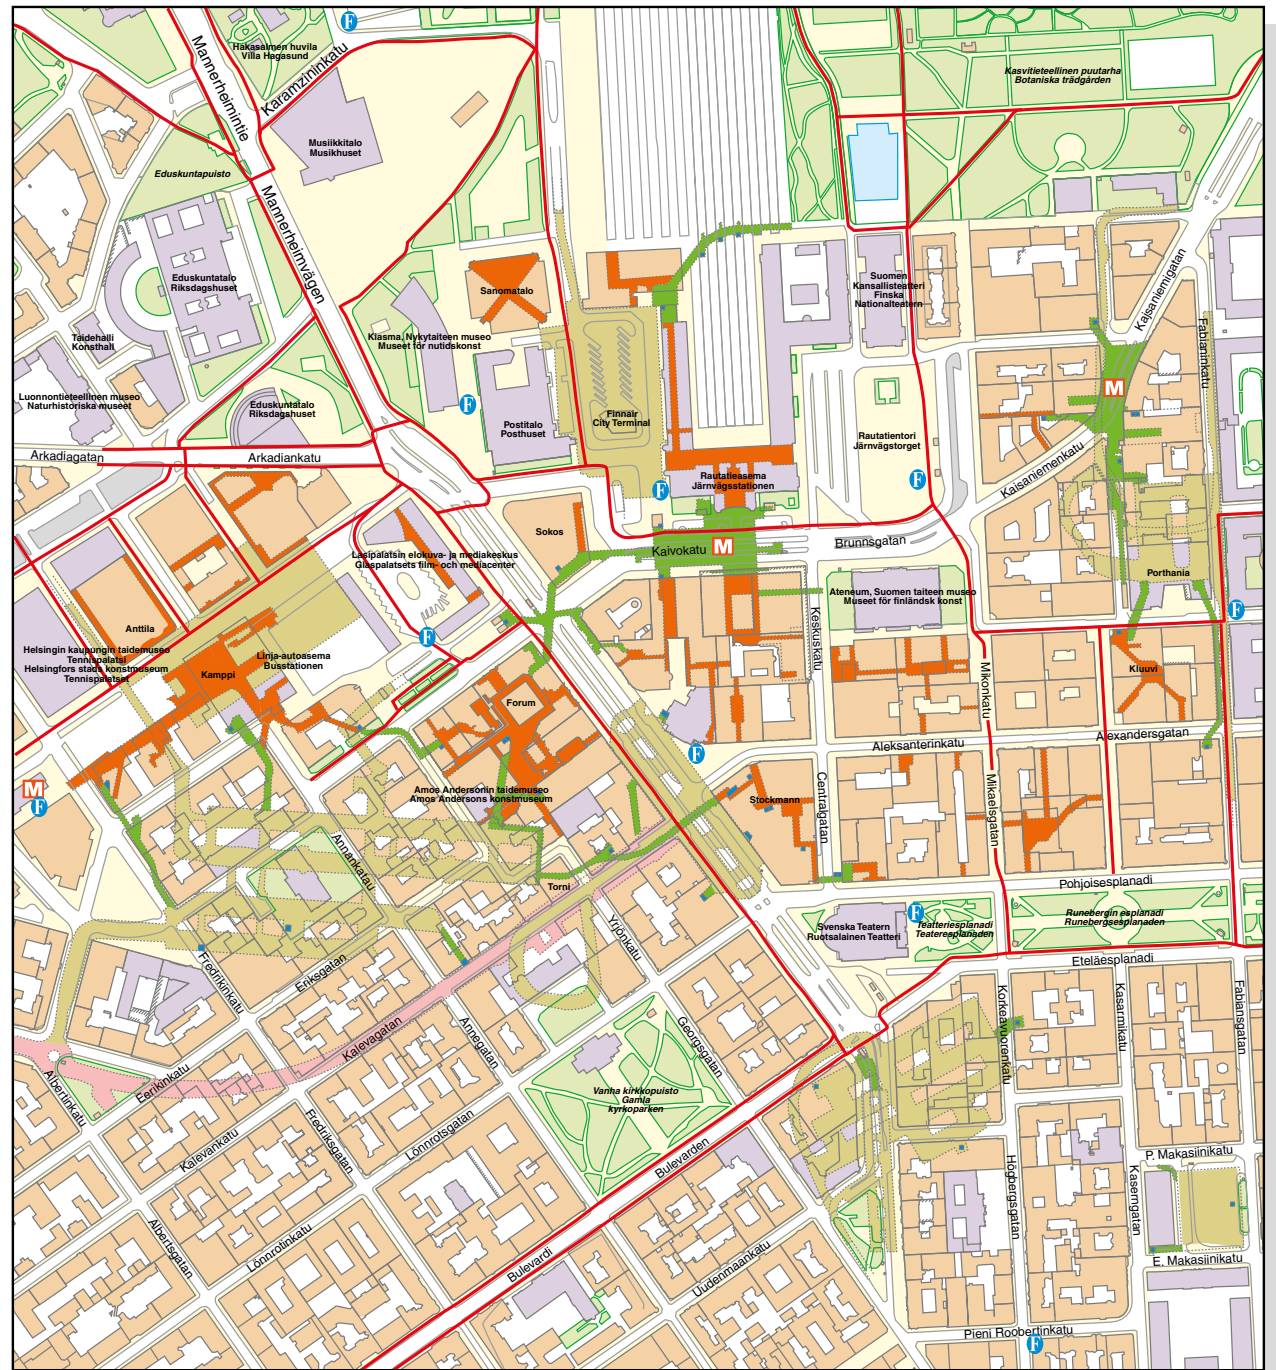 F
Hakasalmen huvila
Villa Hagasund
Mannerheimintie
Karamzininkatu
Kasvitieteellinen puutarha
Botaniska trädgården
Musiikkitalo
Musikhuset
Eduskuntapuisto
Mannerheimvägen
Eduskuntatalo
Riksdagshuset
Sanomatalo
Suomen
Kansallisteatteri
Finska
Nationalteatern
Kaisaniemigatan
Fabianinkatu
Taidehalli
Konsthall
Kiasma, Nykytaiteen museo
Museet för nutidskonst
M
Luonnontieteellinen museo
Naturhistoriska museet
Eduskuntatalo
Riksdagshuset
F
Postitalo
Posthuset
Finnair
City Terminal
Rautatientori
Järnvägstorget
Arkadiagatan
Arkadiankatu
Rautatieasema
Järnvägsstationen
F
F
Kaisaniemenkatu
Sokos
Kaivokatu
M
Brunnsgatan
Lasipalatsin elokuva- ja mediakeskus
Glaspalatsets film- och mediacenter
Porthania
Ateneum, Suomen taiteen museo
Museet för finländsk konst
F
Anttila
F
Keskuskatu
Helsingin kaupungin taidemuseo
Tennispalatsi
Helsingfors stads konstmuseum
Tennispalatset
Linja-autoasema
Busstationen
Kamppi
Mikonkatu
Kluuvi
Forum
Aleksanterinkatu
Alexandersgatan
F
M
F
Amos Andersonin taidemuseo
Amos Andersons konstmuseum
Stockmann
Centralgatan
Mikaelsgatan
Annankatau
Torni
Pohjoisesplanadi
Yrjönkatu
Svenska Teatern
Ruotsalainen Teatteri
F
Teatteriesplanadi
Teateresplanaden
Runebergin esplanadi
Runebergsesplanaden
Eteläesplanadi
Fredrikinkatu
Eriksgatan
Kalevagatan
Annegatan
Georgsgatan
Korkeavuorenkatu
Kasarmikatu
Fabiansgatan
Albertinkatu
Eerikinkatu
Vanha kirkkopuisto
Gamla
kyrkoparken
Kalevankatu
Fredriksgatan
Lönnrotsgatan
Bulevarden
Högbergsgatan
P. Makasiinikatu
Kaserngatan
Albertsgatan
Lönnrotinkatu
Bulevardi
Uudenmaankatu
E. Makasiinikatu
Pieni Roobertinkatu
F